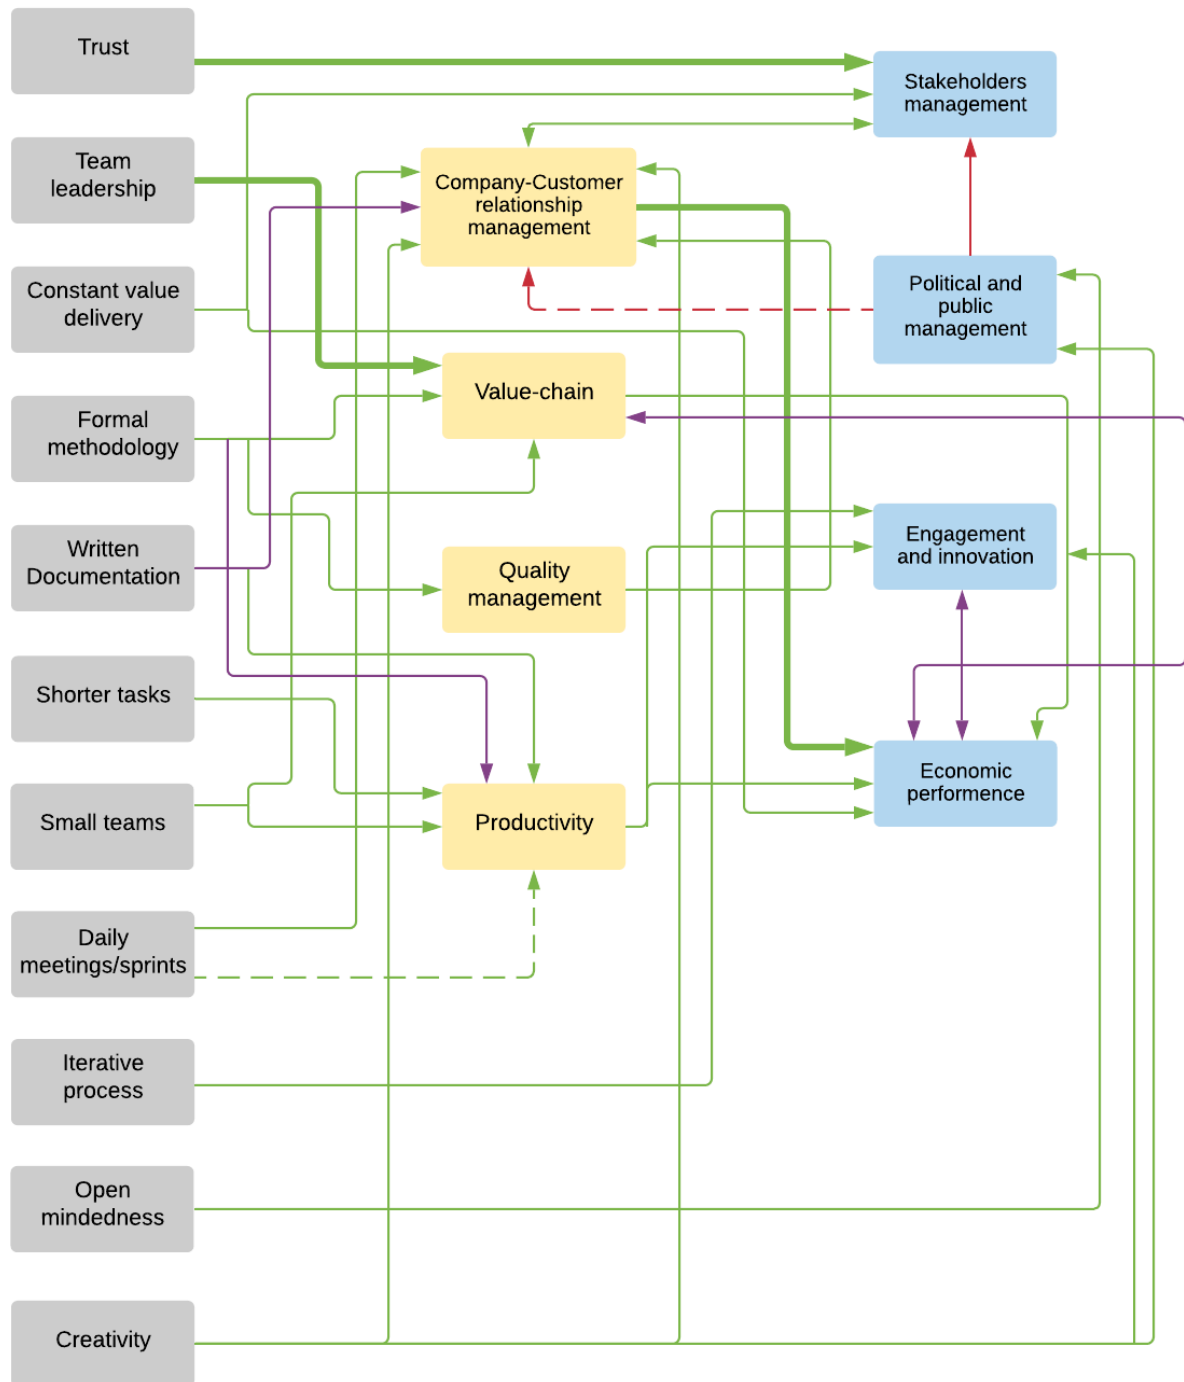 Trust
Team
leadership
Constant value
delivery
Formal
methodology
Written
Documentation
Shorter tasks
Small teams
Daily
meetings/sprints
Iterative
process
Open
mindedness
Creativity
Company-Customer
relationship
management
Value-chain
Quality
management
Productivity
Stakeholders
management
Political and
public
management
Engagement
and innovation
Economic
performence